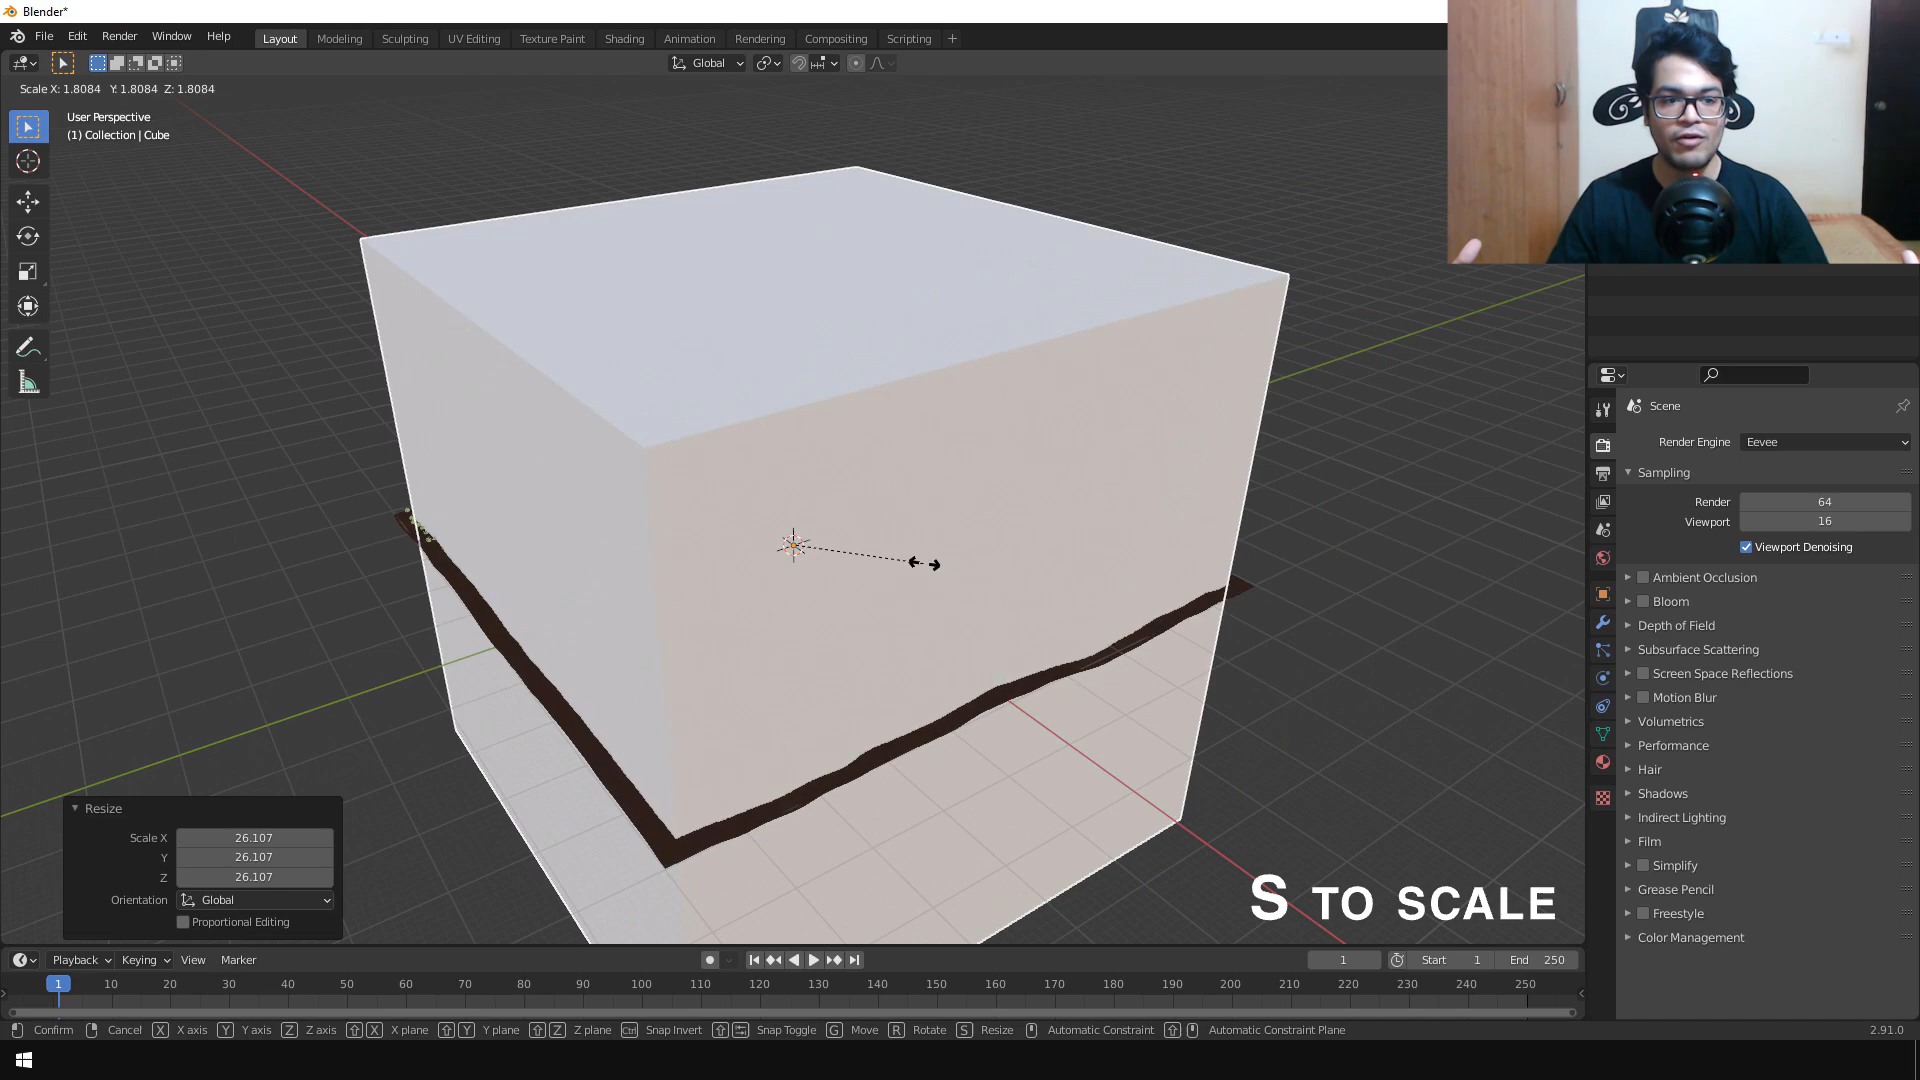 Blender*
File Edit Render Window Help
Layout Modeling Sculpting UV Editing Texture Paint Shading Animation Rendering Compositing Scripting +
Global
Scale X: 1.8084 Y: 1.8084 Z: 1.8084
User Perspective
(1) Collection | Cube
Scene
Render Engine Eevee
Sampling
Render 64
Viewport 16
Viewport Denoising
Ambient Occlusion
Bloom
Depth of Field
Subsurface Scattering
Screen Space Reflections
Motion Blur
Volumetrics
Performance
Hair
Shadows
Indirect Lighting
Film
Simplify
Grease Pencil
Freestyle
Color Management
Resize
Scale X 26.107
Y 26.107
Z 26.107
Orientation Global
Proportional Editing
S TO SCALE
Playback Keying View Marker
1 Start 1 End 250
1 10 20 30 40 50 60 70 80 90 100 110 120 130 140 150 160 170 180 190 200 210 220 230 240 250
Confirm Cancel X X axis Y Y axis Z Z axis X X plane Y Y plane Z Z plane Ctrl Snap Invert Snap Toggle G Move R Rotate S Resize Automatic Constraint Automatic Constraint Plane 2.91.0